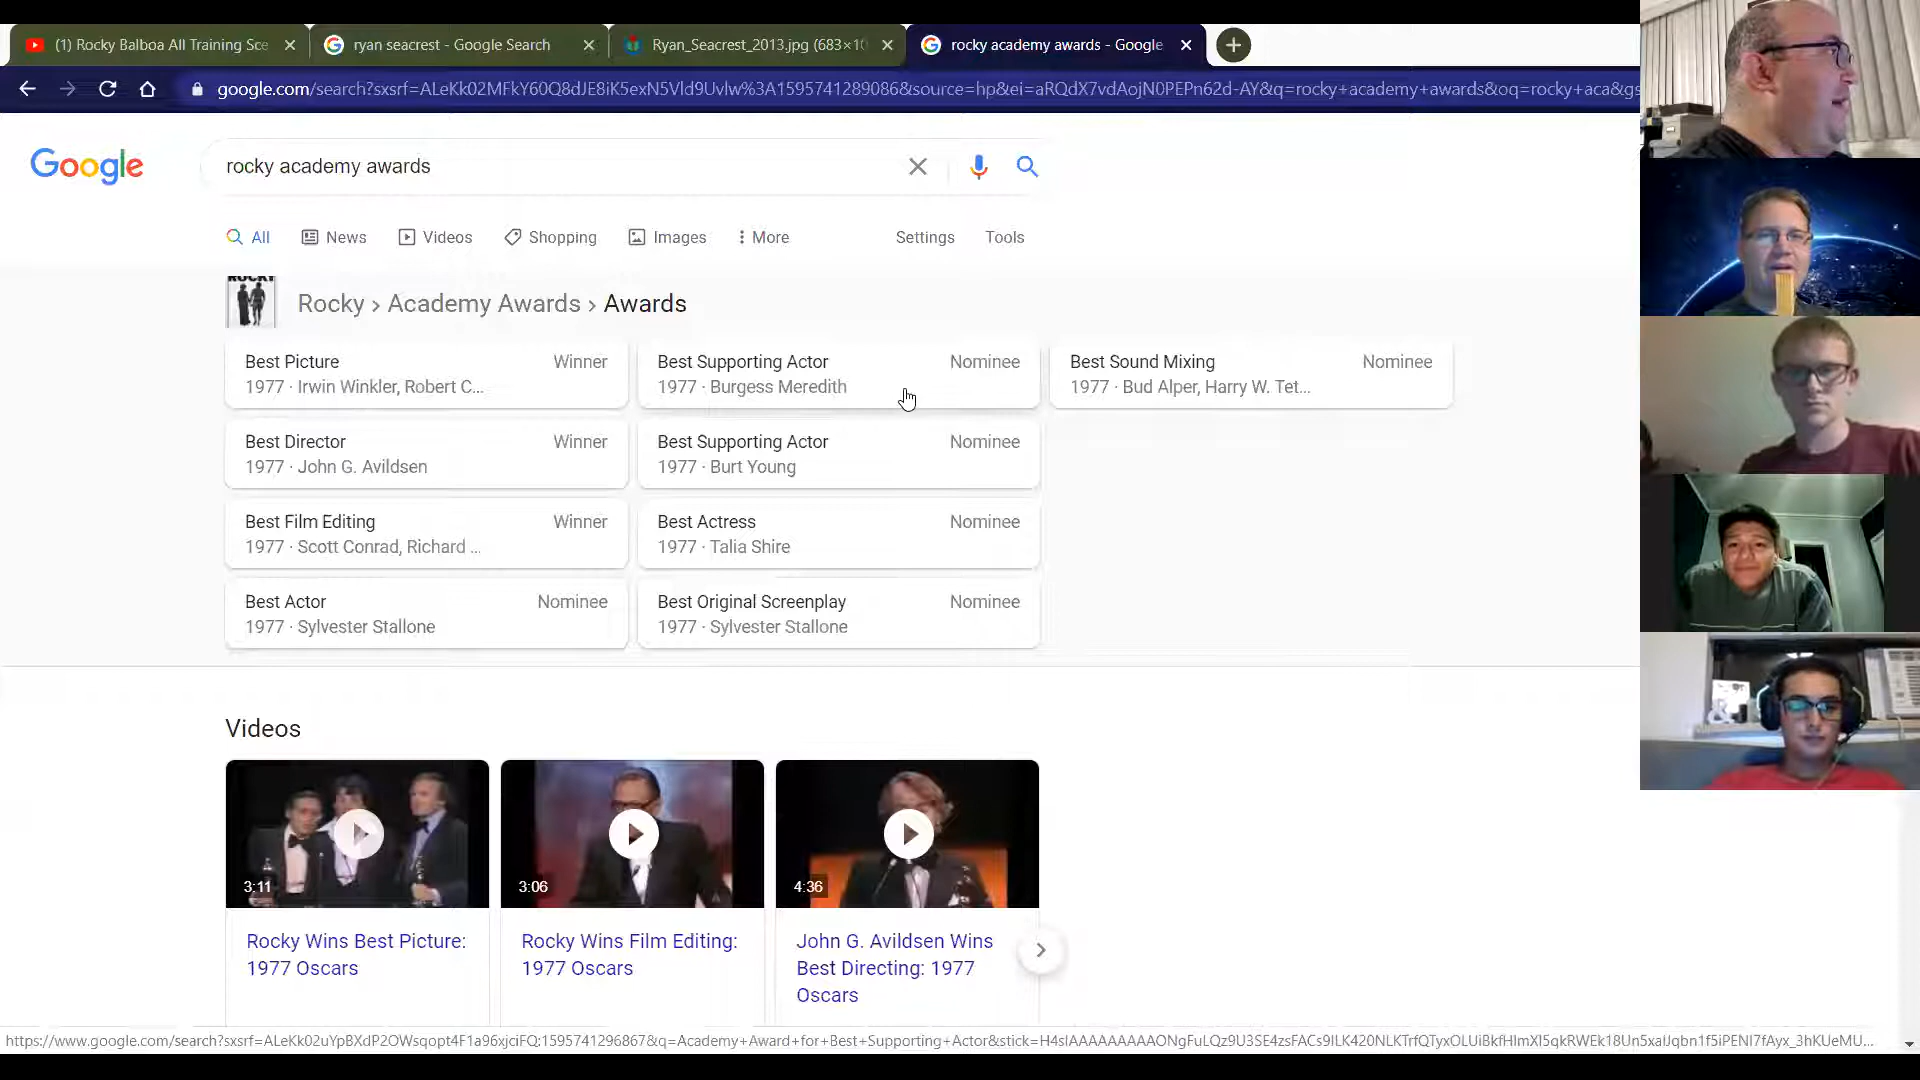 (1) Rocky Balboa All Training Sce
ryan seacrest - Google Search
Ryan_Seacrest_2013.jpg (683×10
rocky academy awards - Google
google.com/search?sxsrf=ALeKk02MFkY60Q8dJE8iK5exN5Vld9Uvlw%3A1595741289086&source=hp&ei=aRQdX7vdAojN0PEPn62d-AY&q=rocky+academy+awards&oq=rocky+aca&gs
Google
rocky academy awards
All
News
Videos
Shopping
Images
More
Settings
Tools
ROCKY
Rocky › Academy Awards › Awards
Best Picture Winner
1977 · Irwin Winkler, Robert C...
Best Supporting Actor Nominee
1977 · Burgess Meredith
Best Sound Mixing Nominee
1977 · Bud Alper, Harry W. Tet...
Best Director Winner
1977 · John G. Avildsen
Best Supporting Actor Nominee
1977 · Burt Young
Best Film Editing Winner
1977 · Scott Conrad, Richard ...
Best Actress Nominee
1977 · Talia Shire
Best Actor Nominee
1977 · Sylvester Stallone
Best Original Screenplay Nominee
1977 · Sylvester Stallone
Videos
3:11
3:06
4:36
Rocky Wins Best Picture:
1977 Oscars
Rocky Wins Film Editing:
1977 Oscars
John G. Avildsen Wins
Best Directing: 1977
Oscars